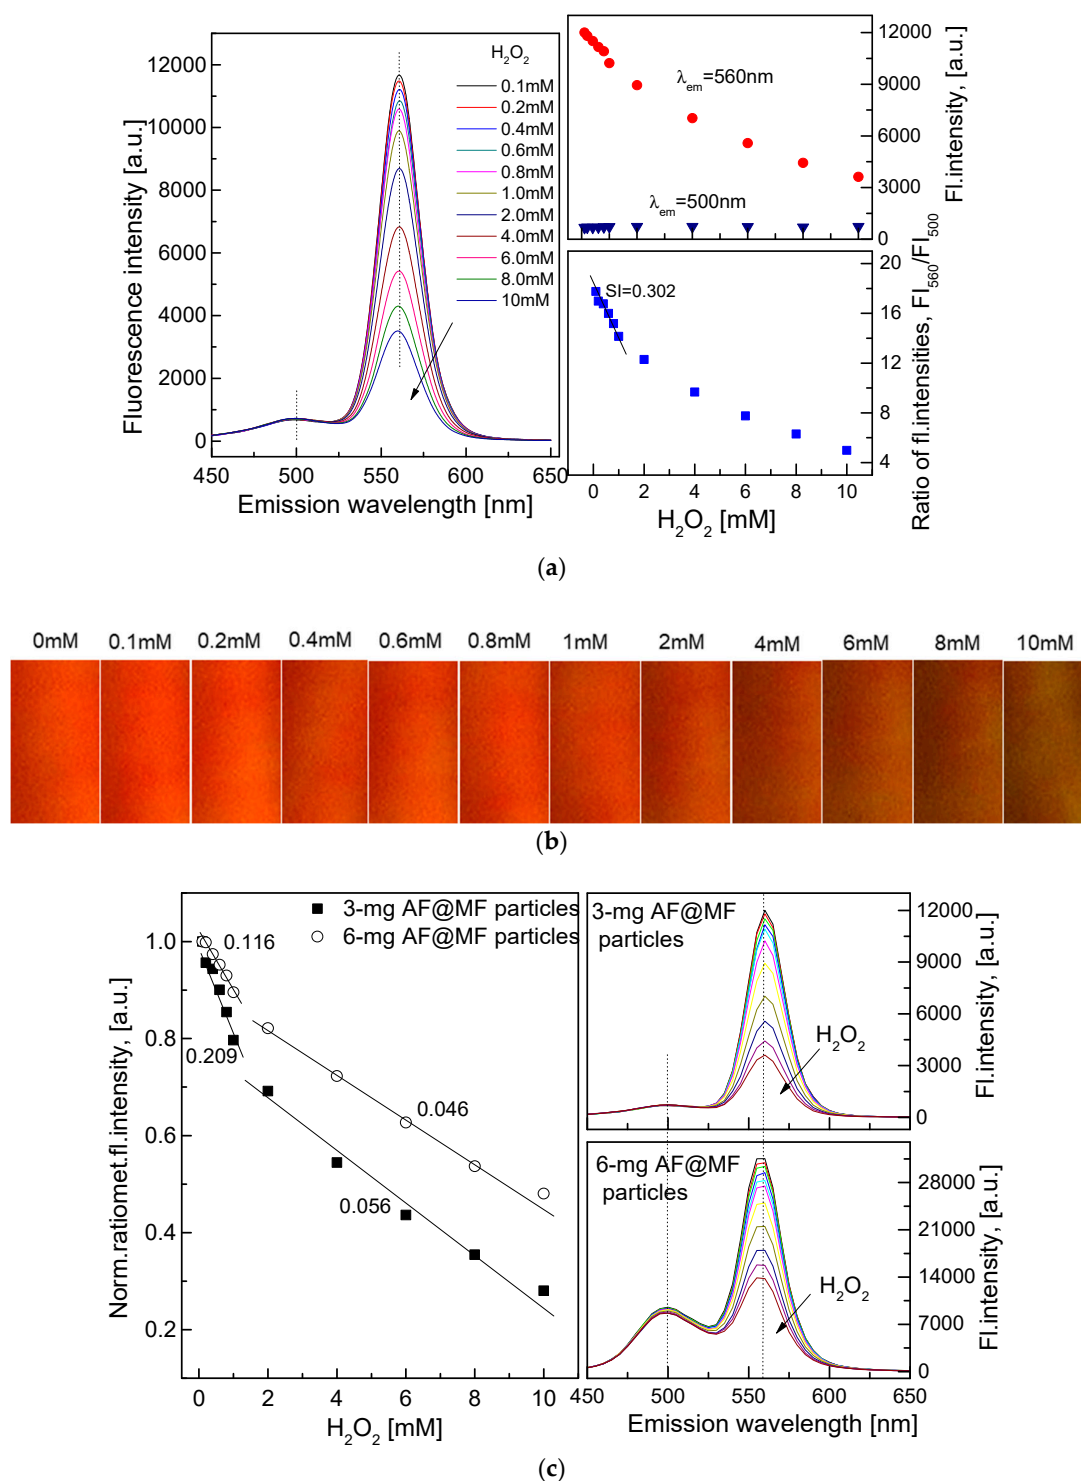 H2O2
0.1mM
0.2mM
0.4mM
0.6mM
0.8mM
1.0mM
2.0mM
4.0mM
6.0mM
8.0mM
10mM
12000
10000
8000
6000
4000
2000
0
Fluorescence intensity [a.u.]
450 500 550 600 650
Emission wavelength [nm]
λem=560nm
λem=500nm
12000
9000
6000
3000
0
Fl.intensity, [a.u.]
SI=0.302
20
16
12
8
4
Ratio of fl.intensities, FI560/FI500
0 2 4 6 8 10
H2O2 [mM]
(a)
0mM 0.1mM 0.2mM 0.4mM 0.6mM 0.8mM 1mM 2mM 4mM 6mM 8mM 10mM
(b)
3-mg AF@MF particles
6-mg AF@MF particles
0.116
0.209
0.046
0.056
1.0
0.8
0.6
0.4
0.2
Norm.ratiomet.fl.intensity, [a.u.]
0 2 4 6 8 10
H2O2 [mM]
3-mg AF@MF
particles
H2O2
12000
9000
6000
3000
0
Fl.intensity, [a.u.]
6-mg AF@MF
particles
H2O2
28000
21000
14000
7000
0
Fl.intensity, [a.u.]
450 500 550 600 650
Emission wavelength [nm]
(c)